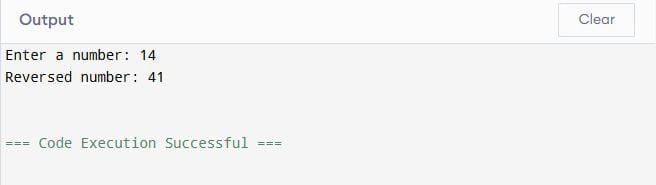 Output
Clear
Enter a number: 14
Reversed number: 41
=== Code Execution Successful ===